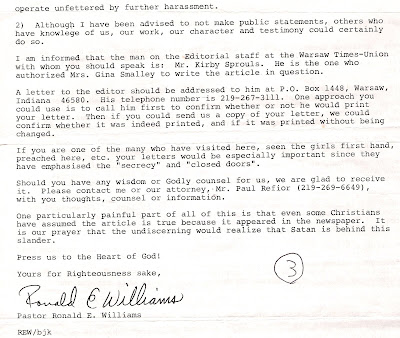 operate unfettered by further harassment.
2) Although I have been advised to not make public statements, others who
have knowlege of us, our work, our character and testimony could certainly
do so.
I am informed that the man on the Editorial staff at the Warsaw Times-Union
with whom you should speak is: Mr. Kirby Sprouls. He is the one who
authorized Mrs. Gina Smalley to write the article in question.
A letter to the editor should be addressed to him at P.O. Box 1448, Warsaw,
Indiana 46580. His telephone number is 219-267-3111. One approach you
could use is to call him first to confirm whether or not he would print
your letter. Then if you could send us a copy of your letter, we could
confirm whether it was indeed printed, and if it was printed without being
changed.
If you are one of the many who have visited here, seen the girls first hand,
preached here, etc. your letters would be especially important since they
have emphasised the "secrecy" and "closed doors".
Should you have any wisdom or Godly counsel for us, we are glad to receive
it. Please contact me or our attorney, Mr. Paul Refior (219-269-6649),
with you thoughts, counsel or information.
One particularly painful part of all of this is that even some Christians
have assumed the article is true because it appeared in the newspaper. It
is our prayer that the undiscerning would realize that Satan is behind this
slander.
Press us to the Heart of God!
Yours for Righteousness sake,
3
Ronald E Williams
Pastor Ronald E. Williams
REW/bjk